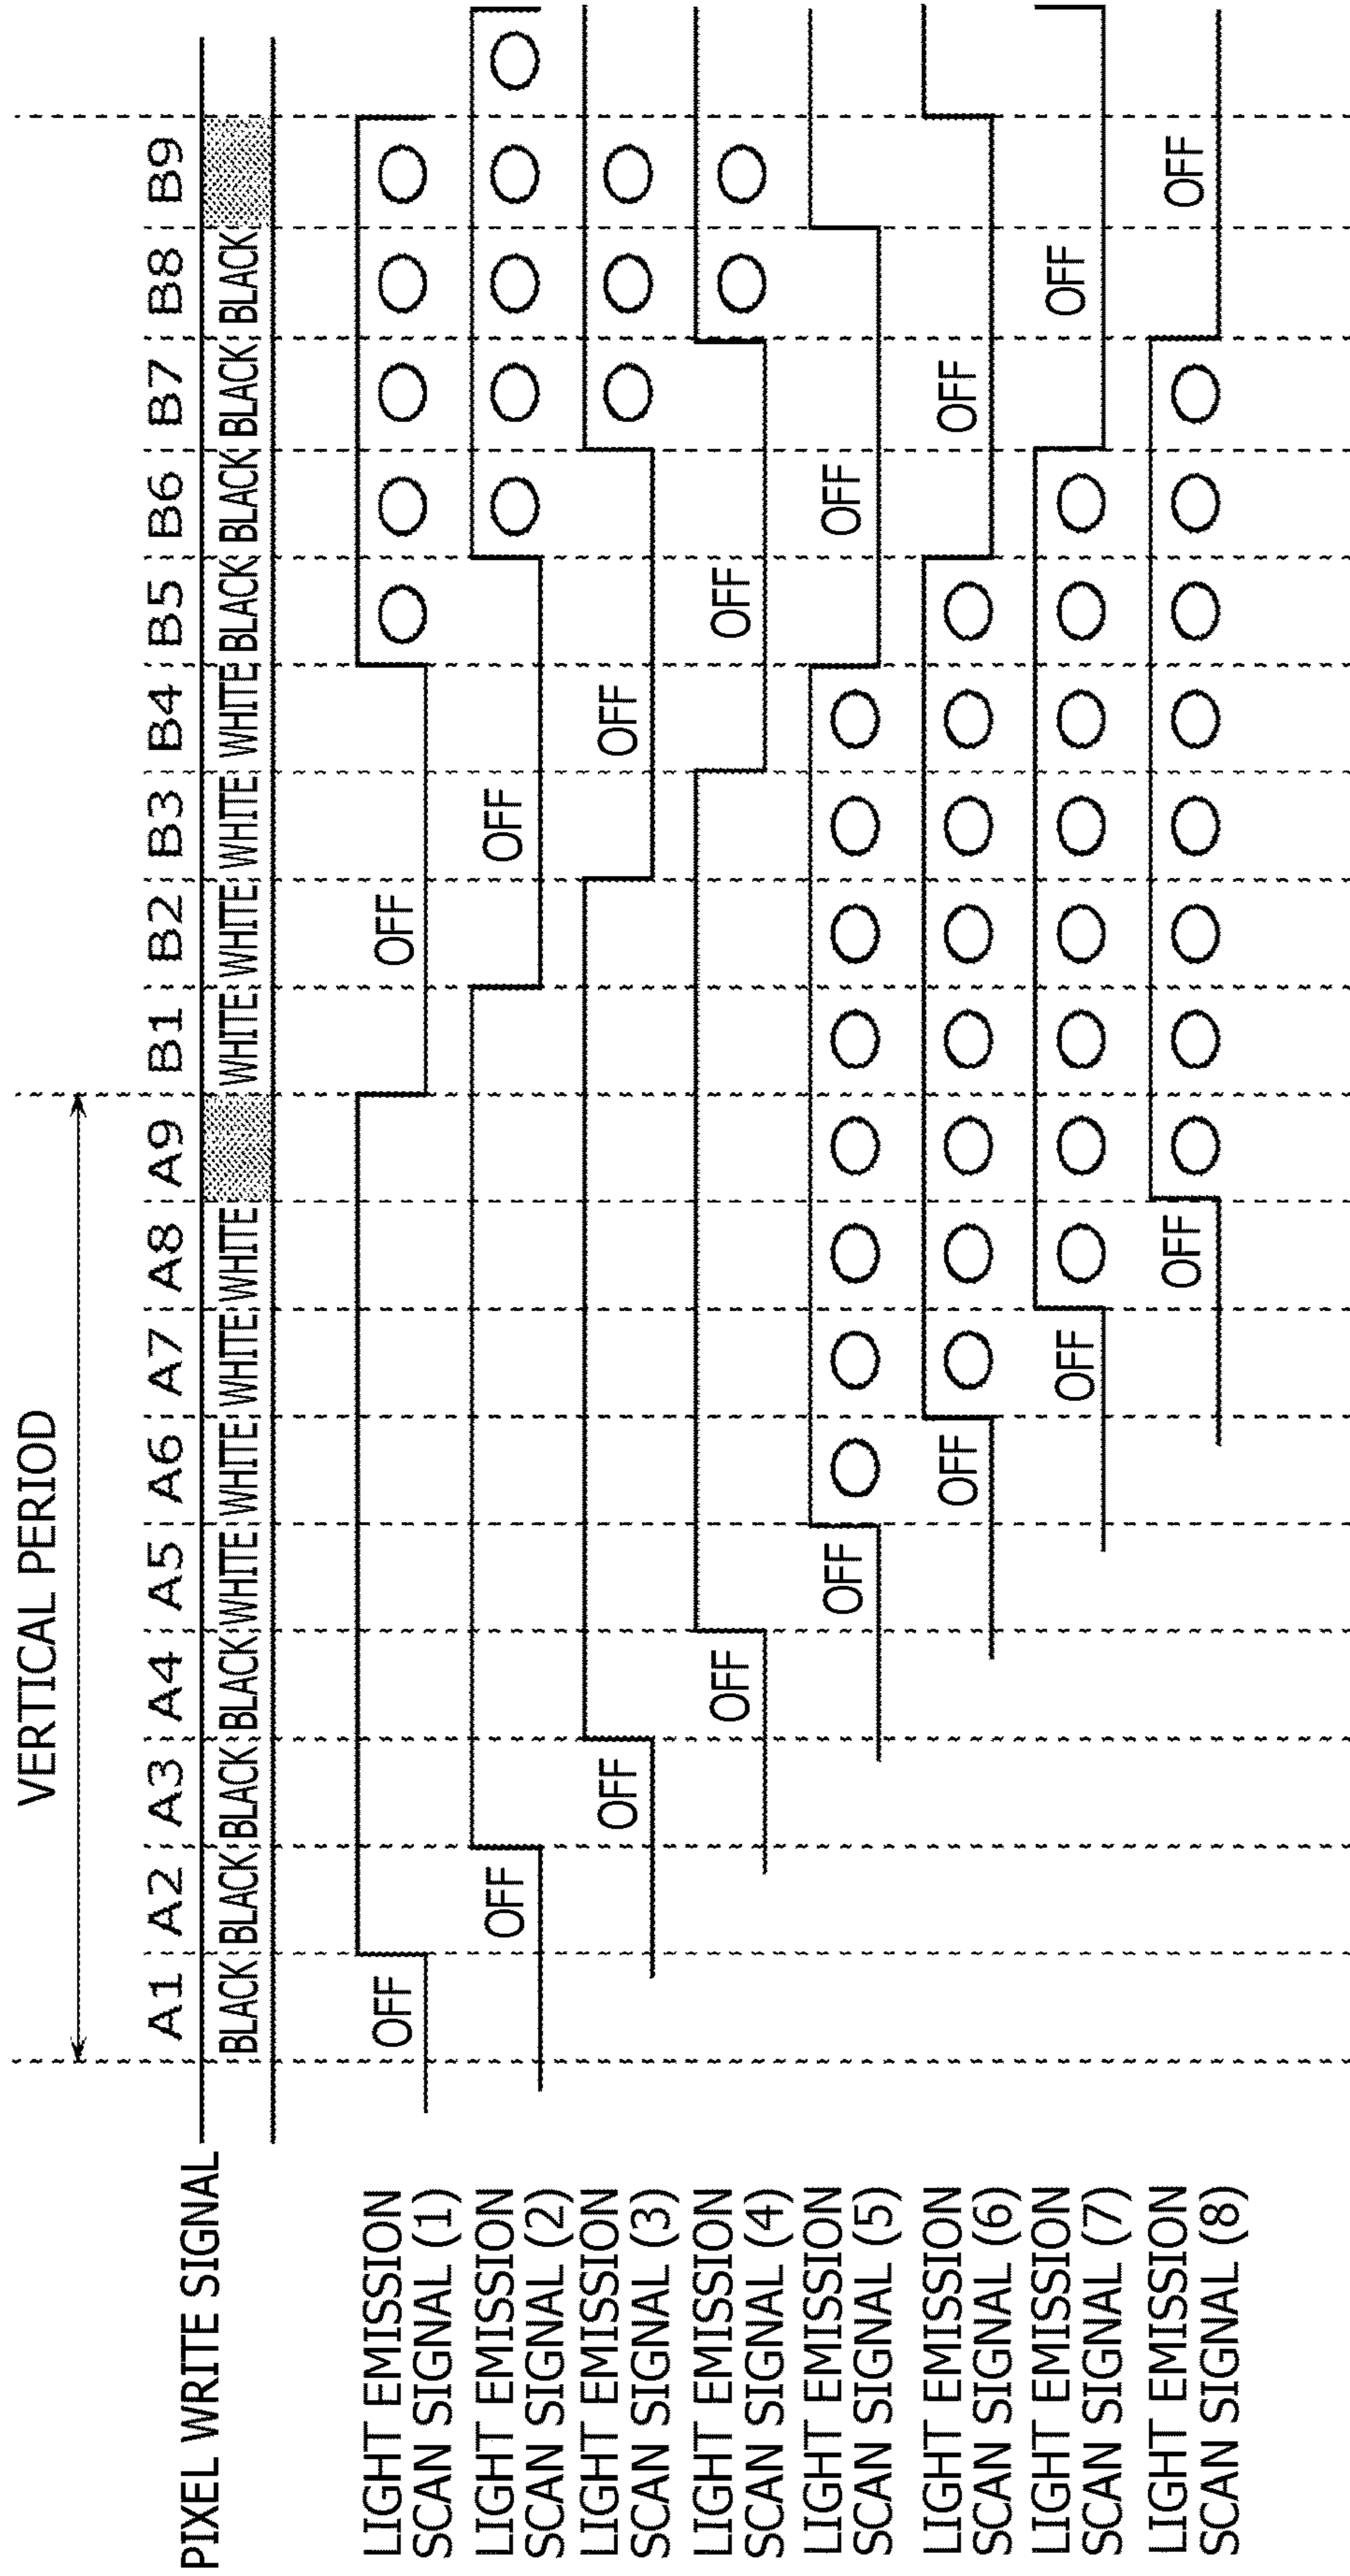 VERTICAL PERIOD
A1 A2 A3 A4 A5 A6 A7 A8 A9 B1 B2 B3 B4 B5 B6 B7 B8 B9
PIXEL WRITE SIGNAL
BLACK BLACK BLACK BLACK WHITE WHITE WHITE WHITE WHITE WHITE WHITE WHITE BLACK BLACK BLACK BLACK
LIGHT EMISSION
SCAN SIGNAL (1)
OFF OFF
LIGHT EMISSION
SCAN SIGNAL (2)
OFF OFF
LIGHT EMISSION
SCAN SIGNAL (3)
OFF OFF
LIGHT EMISSION
SCAN SIGNAL (4)
OFF OFF
LIGHT EMISSION
SCAN SIGNAL (5)
OFF OFF
LIGHT EMISSION
SCAN SIGNAL (6)
OFF OFF
LIGHT EMISSION
SCAN SIGNAL (7)
OFF OFF
LIGHT EMISSION
SCAN SIGNAL (8)
OFF OFF